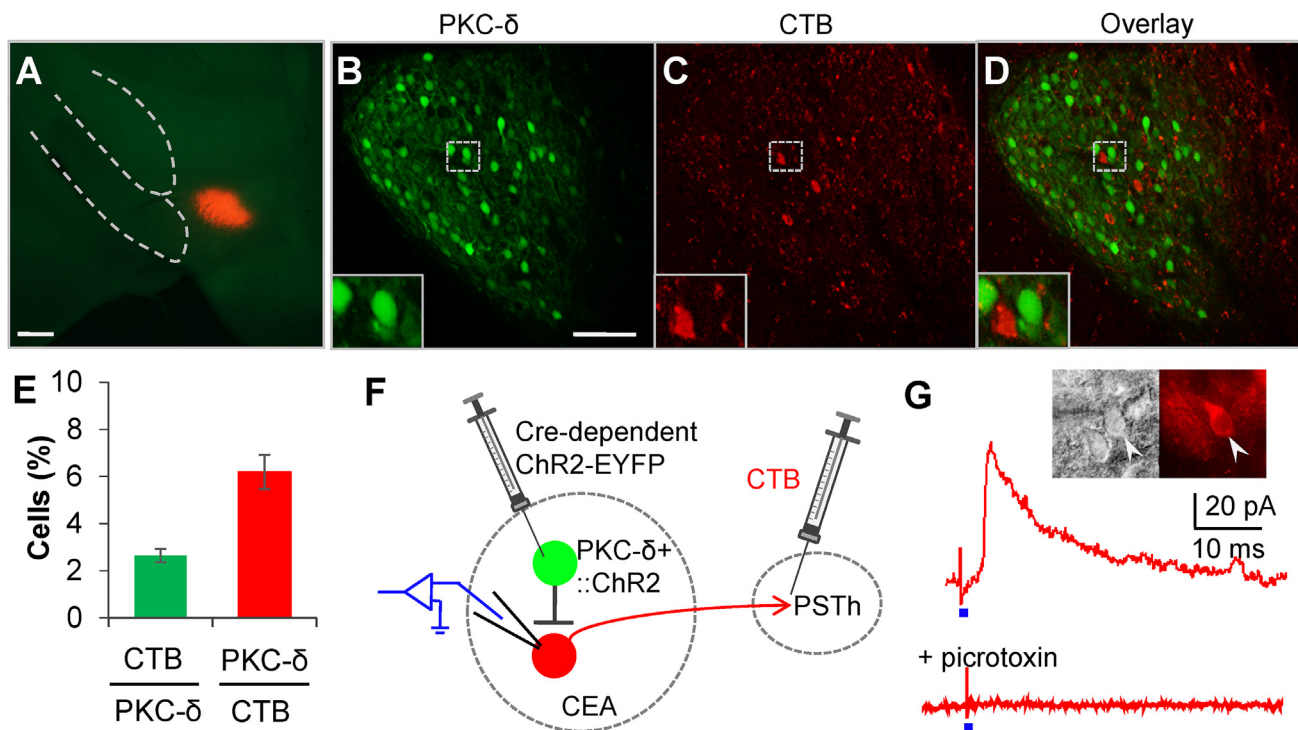 PKC-δ
CTB
Overlay
A
B
C
D
E
10
8
6
4
2
0
Cells (%)
CTB
PKC-δ
PKC-δ
CTB
F
Cre-dependent
ChR2-EYFP
PKC-δ+
::ChR2
CEA
CTB
PSTh
G
20 pA
10 ms
+ picrotoxin